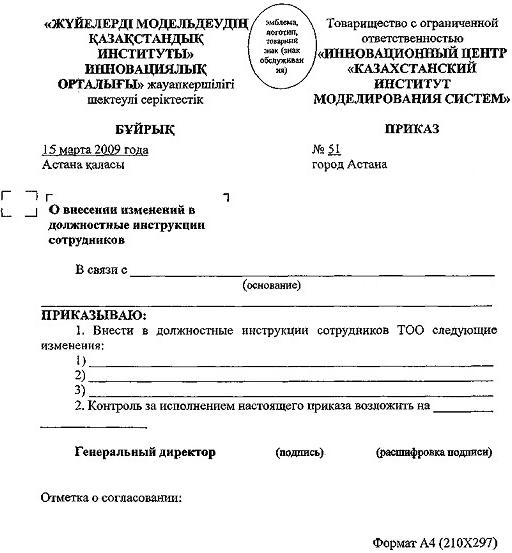 «ЖҮЙЕЛЕРДІ МОДЕЛЬДЕУДІҢ
ҚАЗАҚСТАНДЫҚ
ИНСТИТУТЫ»
ИННОВАЦИЯЛЫҚ
ОРТАЛЫҒЫ» жауапкершілігі
шектеулі серіктестік
эмблема,
логотип,
товарный
знак (знак
обслуживан
ия)
Товарищество с ограниченной
ответственностью
«ИННОВАЦИОННЫЙ ЦЕНТР
«КАЗАХСТАНСКИЙ
ИНСТИТУТ
МОДЕЛИРОВАНИЯ СИСТЕМ»
БҰЙРЫҚ
ПРИКАЗ
15 марта 2009 года
№ 51
Астана қаласы
город Астана
О внесении изменений в
должностные инструкции
сотрудников
В связи с
(основание)
ПРИКАЗЫВАЮ:
1. Внести в должностные инструкции сотрудников ТОО следующие
изменения:
1)
2)
3)
2. Контроль за исполнением настоящего приказа возложить на
Генеральный директор (подпись) (расшифровка подписи)
Отметка о согласовании:
Формат А4 (210Х297)